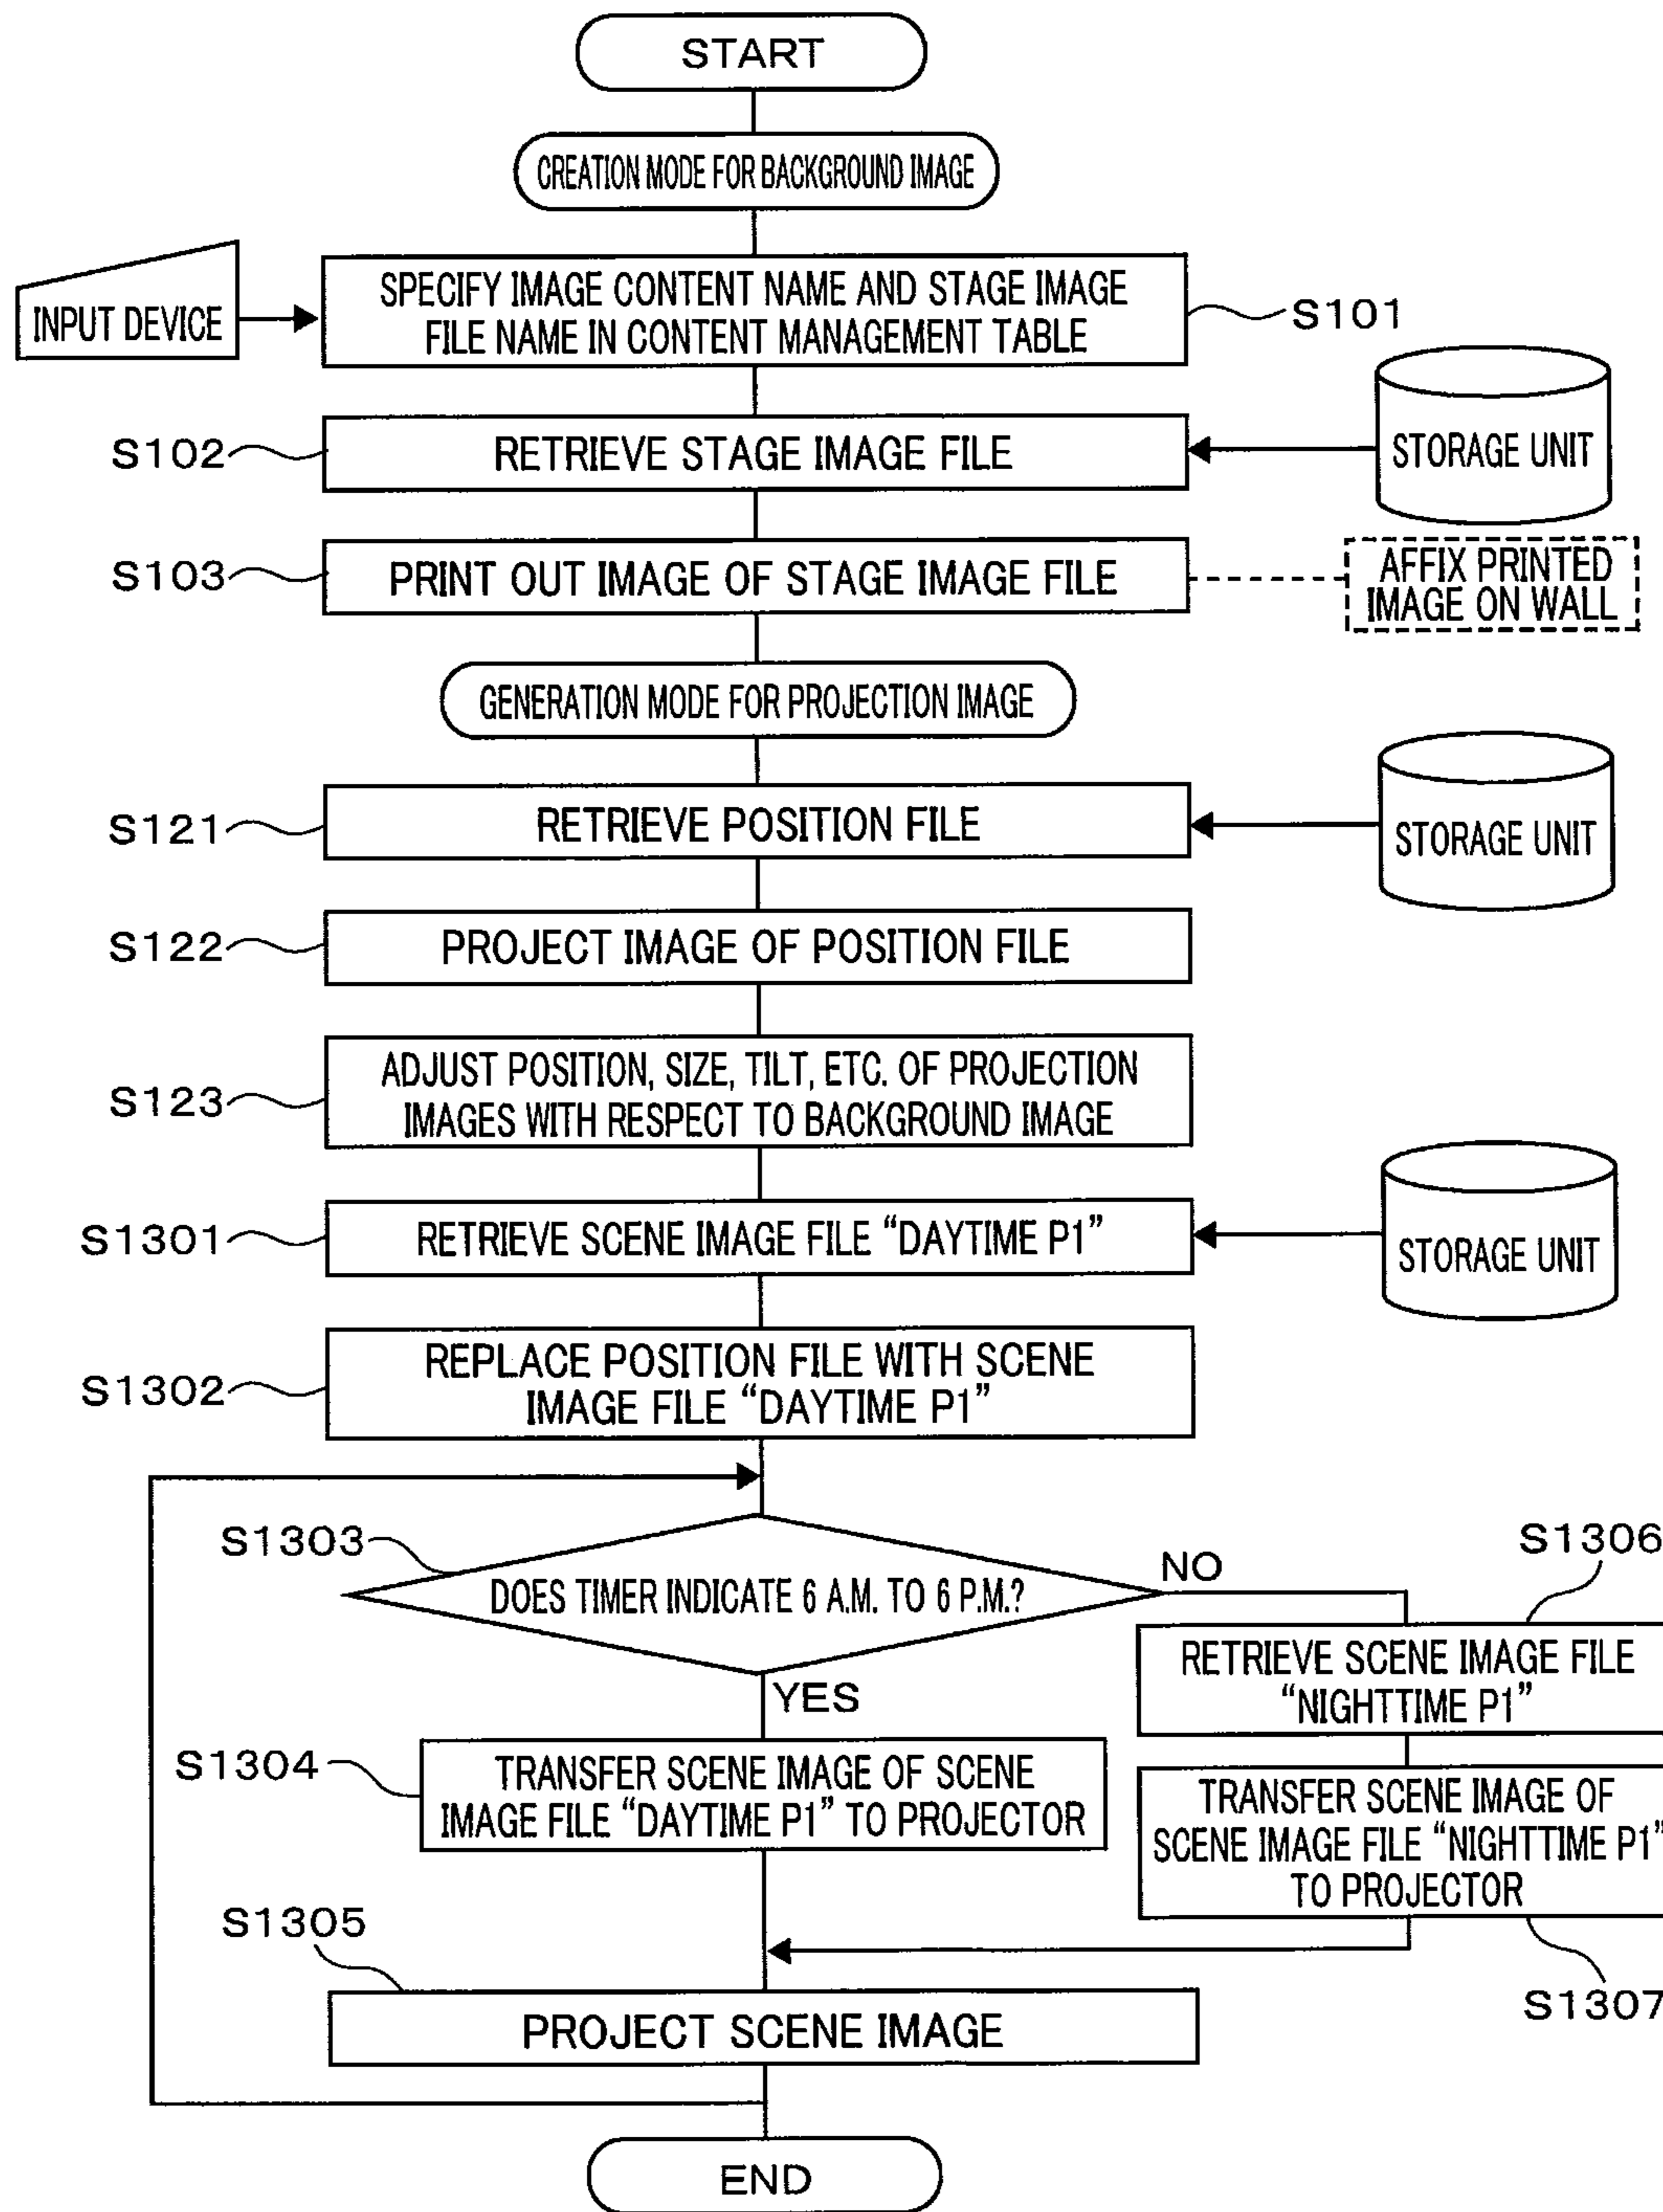 START
CREATION MODE FOR BACKGROUND IMAGE
INPUT DEVICE
SPECIFY IMAGE CONTENT NAME AND STAGE IMAGE
FILE NAME IN CONTENT MANAGEMENT TABLE
S101
S102
RETRIEVE STAGE IMAGE FILE
STORAGE UNIT
S103
PRINT OUT IMAGE OF STAGE IMAGE FILE
AFFIX PRINTED
IMAGE ON WALL
GENERATION MODE FOR PROJECTION IMAGE
S121
RETRIEVE POSITION FILE
STORAGE UNIT
S122
PROJECT IMAGE OF POSITION FILE
S123
ADJUST POSITION, SIZE, TILT, ETC. OF PROJECTION
IMAGES WITH RESPECT TO BACKGROUND IMAGE
S1301
RETRIEVE SCENE IMAGE FILE “DAYTIME P1”
STORAGE UNIT
S1302
REPLACE POSITION FILE WITH SCENE
IMAGE FILE “DAYTIME P1”
S1303
DOES TIMER INDICATE 6 A.M. TO 6 P.M.?
NO
YES
S1306
RETRIEVE SCENE IMAGE FILE
“NIGHTTIME P1”
S1304
TRANSFER SCENE IMAGE OF SCENE
IMAGE FILE “DAYTIME P1” TO PROJECTOR
TRANSFER SCENE IMAGE OF
SCENE IMAGE FILE “NIGHTTIME P1”
TO PROJECTOR
S1307
S1305
PROJECT SCENE IMAGE
END